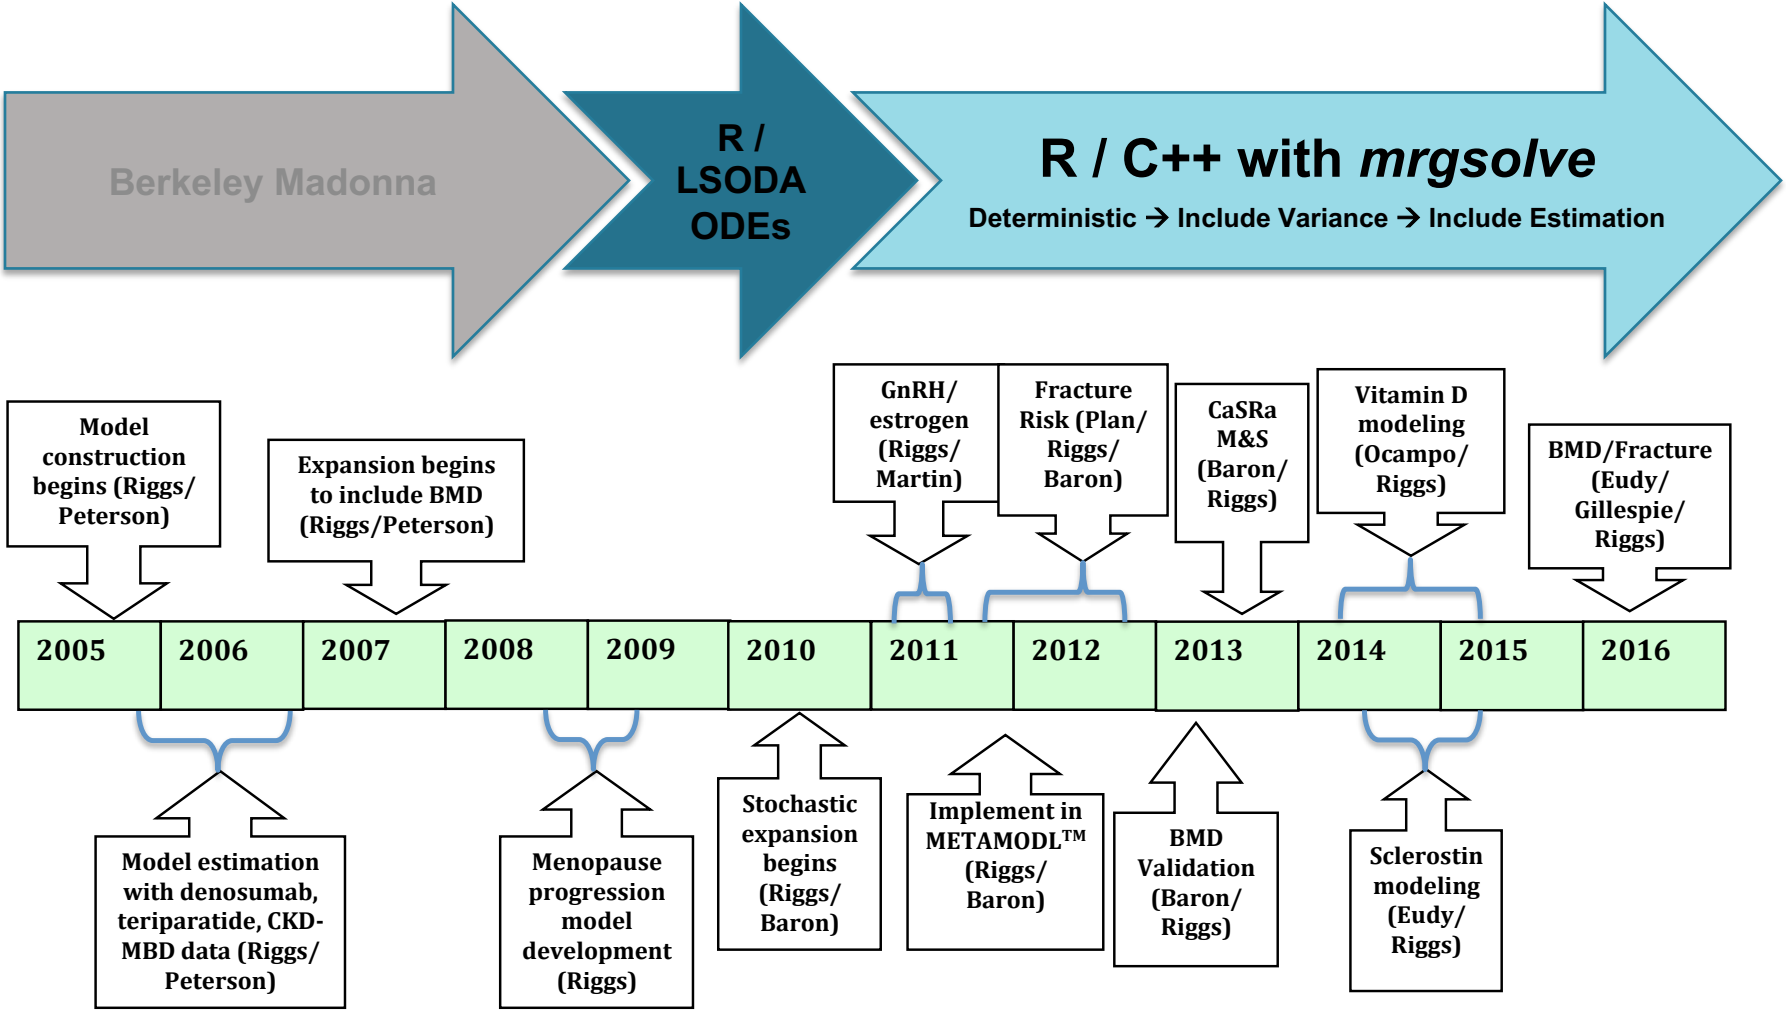 Berkeley Madonna
R /
LSODA
ODEs
R / C++ with mrgsolve
Deterministic → Include Variance → Include Estimation
Model
construction
begins (Riggs/
Peterson)
Expansion begins
to include BMD
(Riggs/Peterson)
GnRH/
estrogen
(Riggs/
Martin)
Fracture
Risk (Plan/
Riggs/
Baron)
CaSRa
M&S
(Baron/
Riggs)
Vitamin D
modeling
(Ocampo/
Riggs)
BMD/Fracture
(Eudy/
Gillespie/
Riggs)
2005 2006 2007 2008 2009 2010 2011 2012 2013 2014 2015 2016
Model estimation
with denosumab,
teriparatide, CKD-
MBD data (Riggs/
Peterson)
Menopause
progression
model
development
(Riggs)
Stochastic
expansion
begins
(Riggs/
Baron)
Implement in
METAMODL™
(Riggs/
Baron)
BMD
Validation
(Baron/
Riggs)
Sclerostin
modeling
(Eudy/
Riggs)